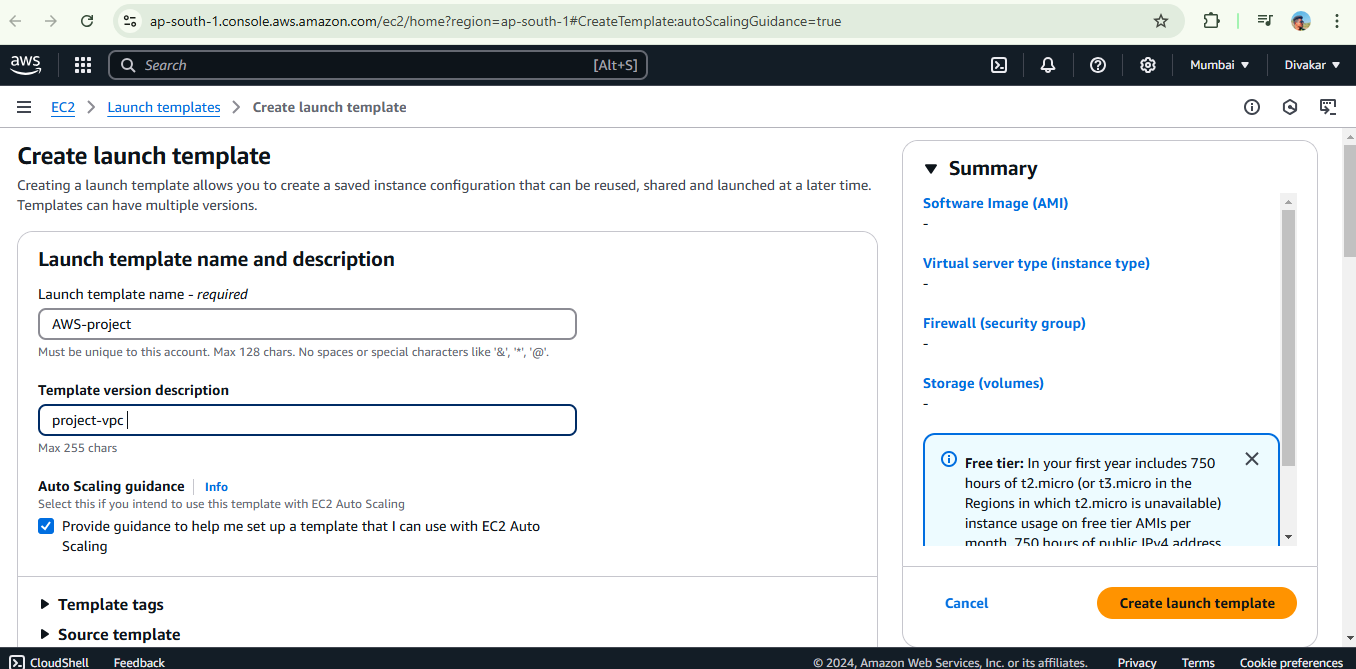 ap-south-1.console.aws.amazon.com/ec2/home?region=ap-south-1#CreateTemplate:autoScalingGuidance=true
aws
Search
[Alt+S]
Mumbai
Divakar
EC2
Launch templates
Create launch template
Create launch template
Creating a launch template allows you to create a saved instance configuration that can be reused, shared and launched at a later time.
Templates can have multiple versions.
Launch template name and description
Launch template name - required
AWS-project
Must be unique to this account. Max 128 chars. No spaces or special characters like '&', '*', '@'.
Template version description
project-vpc
Max 255 chars
Auto Scaling guidance
Info
Select this if you intend to use this template with EC2 Auto Scaling
Provide guidance to help me set up a template that I can use with EC2 Auto
Scaling
Template tags
Source template
Summary
Software Image (AMI)
-
Virtual server type (instance type)
-
Firewall (security group)
-
Storage (volumes)
-
Free tier: In your first year includes 750
hours of t2.micro (or t3.micro in the
Regions in which t2.micro is unavailable)
instance usage on free tier AMIs per
month, 750 hours of public IPv4 address
Cancel
Create launch template
CloudShell
Feedback
© 2024, Amazon Web Services, Inc. or its affiliates.
Privacy
Terms
Cookie preferences